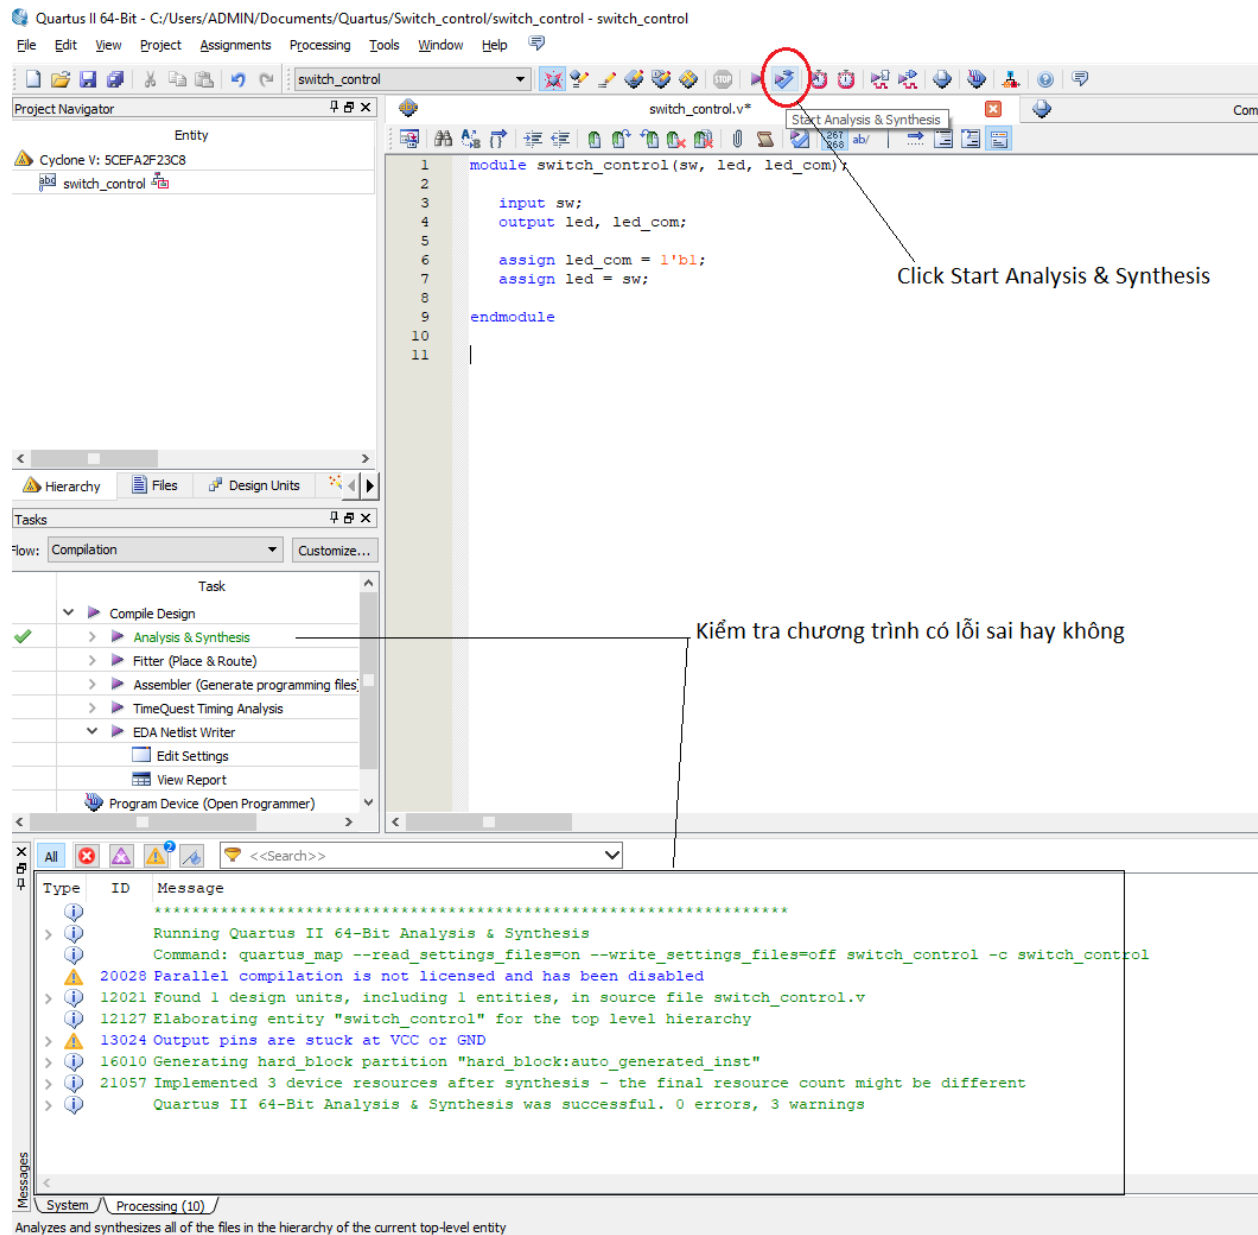 Quartus II 64-Bit - C:/Users/ADMIN/Documents/Quartus/Switch_control/switch_control - switch_control
File Edit View Project Assignments Processing Tools Window Help
switch_control
Project Navigator
switch_control.v*
Com
Start Analysis & Synthesis
Entity
267
268 ab/
Cyclone V: 5CEFA2F23C8
switch_control
1 module switch_control(sw, led, led_com);
2
3 input sw;
4 output led, led_com;
5
6 assign led_com = 1'b1;
7 assign led = sw;
8
9 endmodule
10
11
Click Start Analysis & Synthesis
Hierarchy Files Design Units
Tasks
Flow: Compilation Customize...
Task
Compile Design
Analysis & Synthesis
Kiểm tra chương trình có lỗi sai hay không
Fitter (Place & Route)
Assembler (Generate programming files)
TimeQuest Timing Analysis
EDA Netlist Writer
Edit Settings
View Report
Program Device (Open Programmer)
All 2 <<Search>>
Type ID Message
*******************************************************************
Running Quartus II 64-Bit Analysis & Synthesis
Command: quartus_map --read_settings_files=on --write_settings_files=off switch_control -c switch_control
20028 Parallel compilation is not licensed and has been disabled
12021 Found 1 design units, including 1 entities, in source file switch_control.v
12127 Elaborating entity "switch_control" for the top level hierarchy
13024 Output pins are stuck at VCC or GND
16010 Generating hard_block partition "hard_block:auto_generated_inst"
21057 Implemented 3 device resources after synthesis - the final resource count might be different
Quartus II 64-Bit Analysis & Synthesis was successful. 0 errors, 3 warnings
Messages
System Processing (10)
Analyzes and synthesizes all of the files in the hierarchy of the current top-level entity